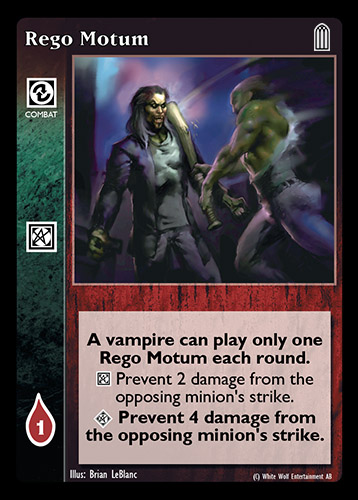 Rego Motum
COMBAT
A vampire can play only one
Rego Motum each round.
Prevent 2 damage from the
opposing minion's strike.
Prevent 4 damage from
the opposing minion's strike.
1
Illus: Brian LeBlanc
(C) White Wolf Entertainment AB